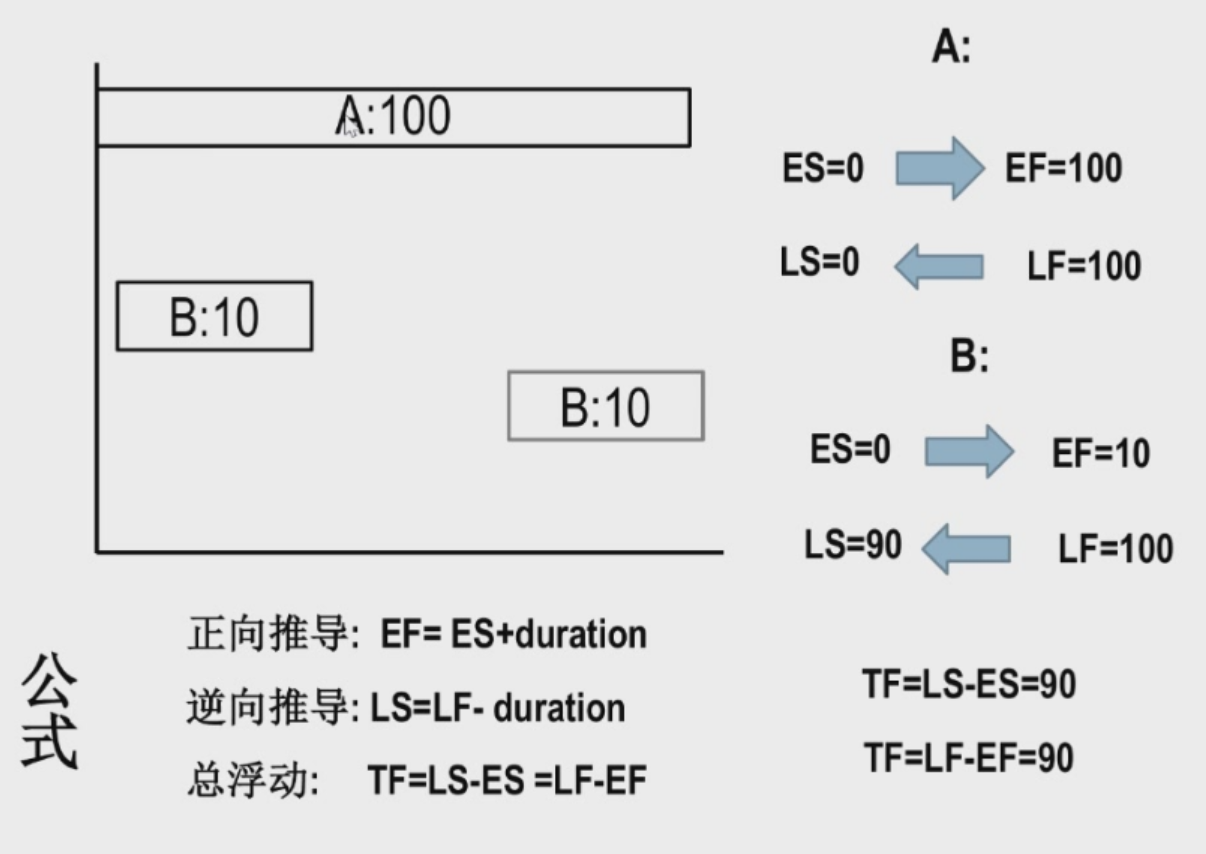 A:100
B:10
B:10
A:
ES=0 EF=100
LS=0 LF=100
B:
ES=0 EF=10
LS=90 LF=100
公式
正向推导: EF= ES+duration
逆向推导: LS=LF- duration
总浮动: TF=LS-ES =LF-EF
TF=LS-ES=90
TF=LF-EF=90